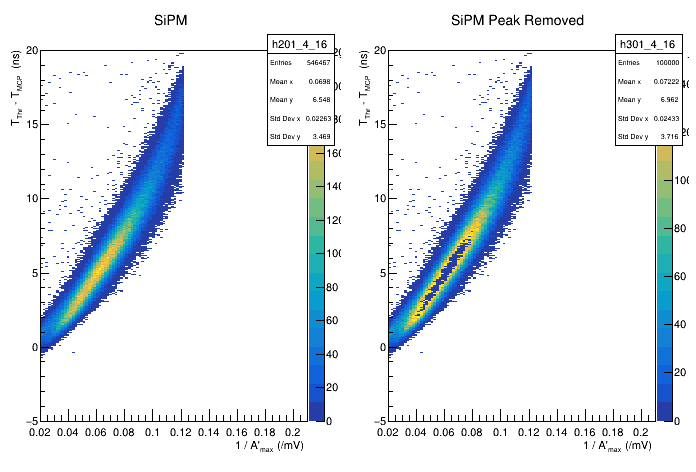 SiPM
SiPM Peak Removed
h201_4_16
Entries 546467
Mean x 0.0698
Mean y 6.548
Std Dev x 0.02263
Std Dev y 3.469
h301_4_16
Entries 100000
Mean x 0.07222
Mean y 6.962
Std Dev x 0.02433
Std Dev y 3.716
T_Thr - T_MCP (ns)
20
15
10
5
0
−5
0.02 0.04 0.06 0.08 0.1 0.12 0.14 0.16 0.18 0.2
1 / A'_max (/mV)
160
140
120
100
80
60
40
20
0
T_Thr - T_MCP (ns)
20
15
10
5
0
−5
0.02 0.04 0.06 0.08 0.1 0.12 0.14 0.16 0.18 0.2
1 / A'_max (/mV)
100
80
60
40
20
0